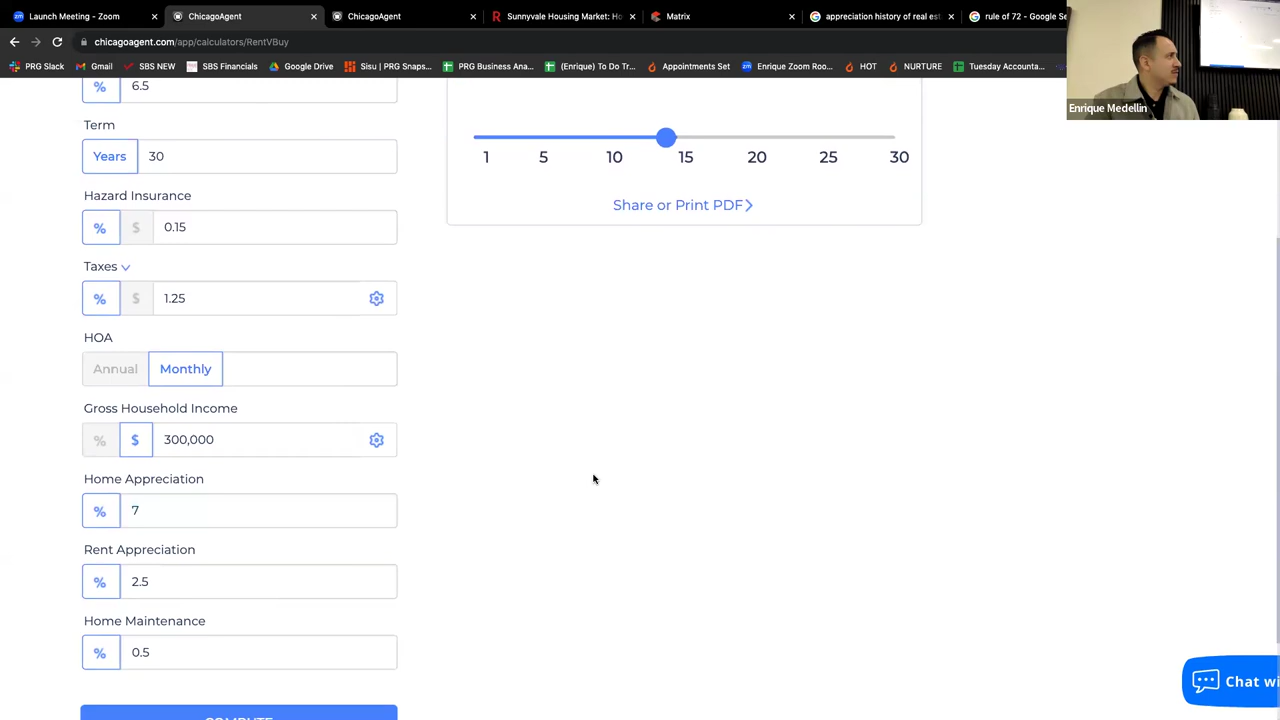 Launch Meeting - Zoom
ChicagoAgent
ChicagoAgent
Sunnyvale Housing Market: Ho
Matrix
appreciation history of real est
rule of 72 - Google Se
chicagoagent.com/app/calculators/RentVBuy
PRG Slack
Gmail
SBS NEW
SBS Financials
Google Drive
Sisu | PRG Snaps...
PRG Business Ana...
(Enrique) To Do Tr...
Appointments Set
Enrique Zoom Roo...
HOT
NURTURE
Tuesday Accounta...
Enrique Medellin
% 6.5
Term
Years 30
1 5 10 15 20 25 30
Hazard Insurance
Share or Print PDF
% $ 0.15
Taxes
% $ 1.25
HOA
Annual Monthly
Gross Household Income
% $ 300,000
Home Appreciation
% 7
Rent Appreciation
% 2.5
Home Maintenance
% 0.5
Chat wi
COMPUTE